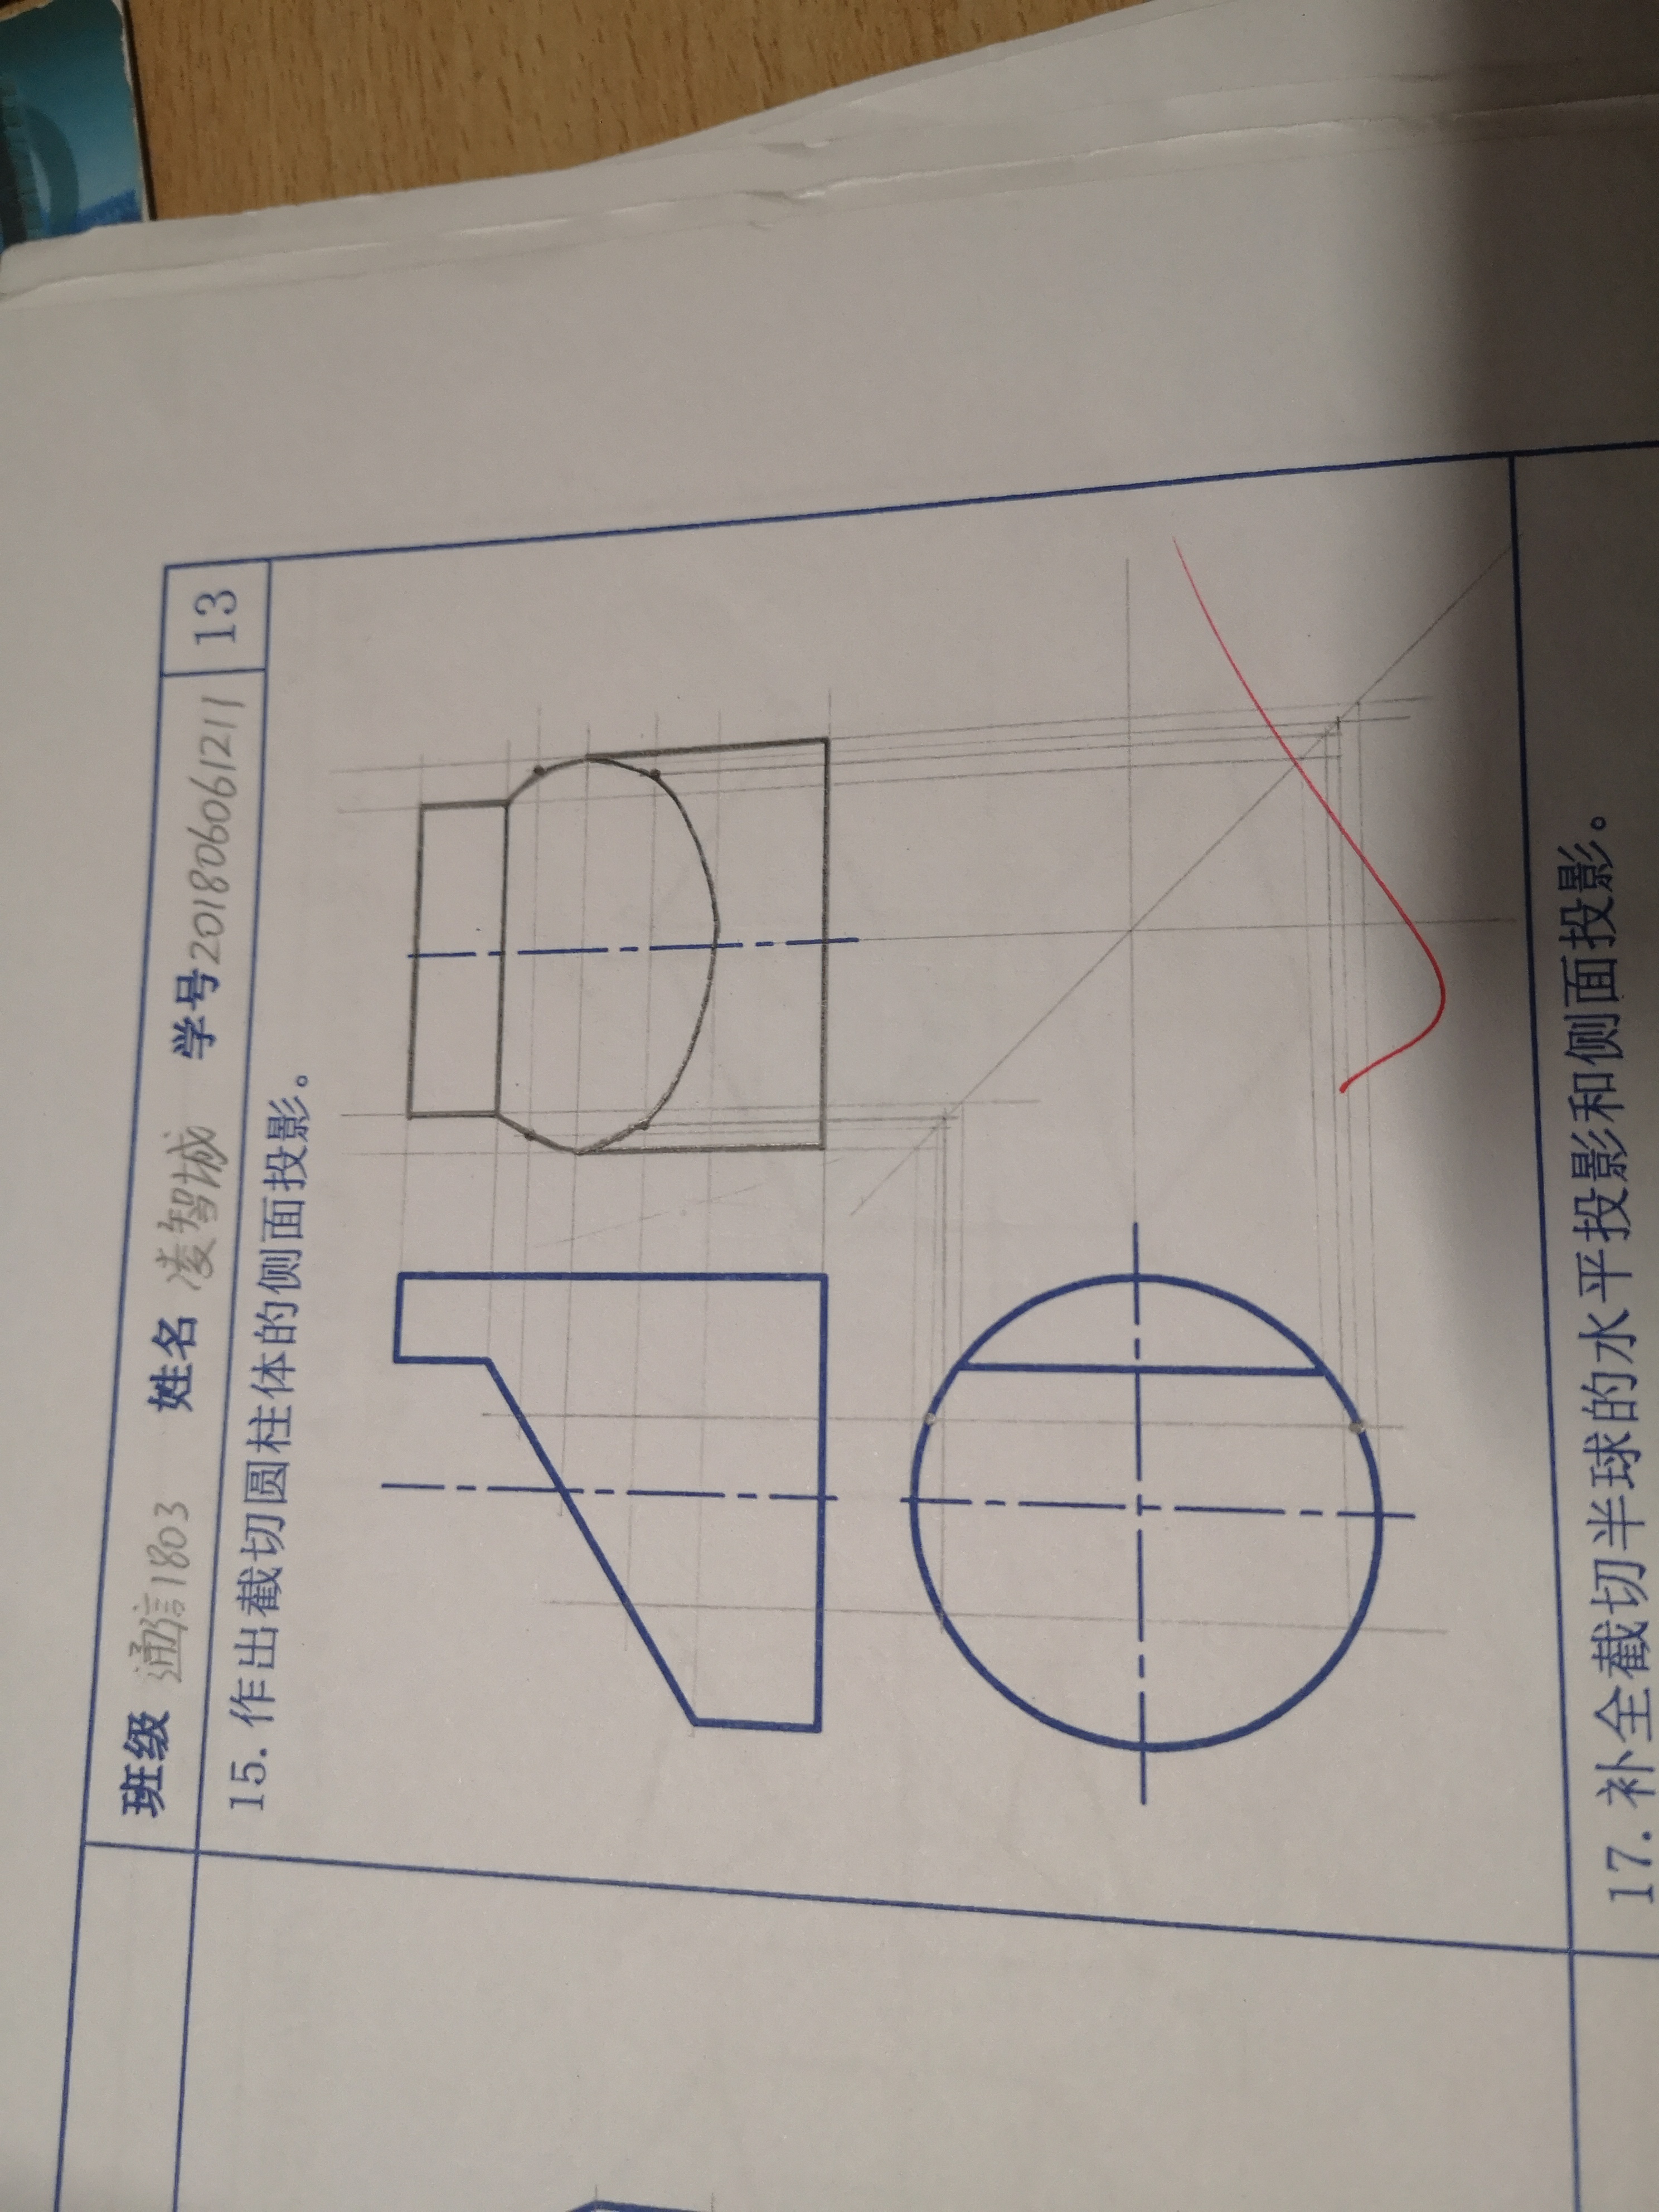 班级 通信1803 姓名 凌智城 学号 201806061211 13
15. 作出截切圆柱体的侧面投影。
17. 补全截切半球的水平投影和侧面投影。